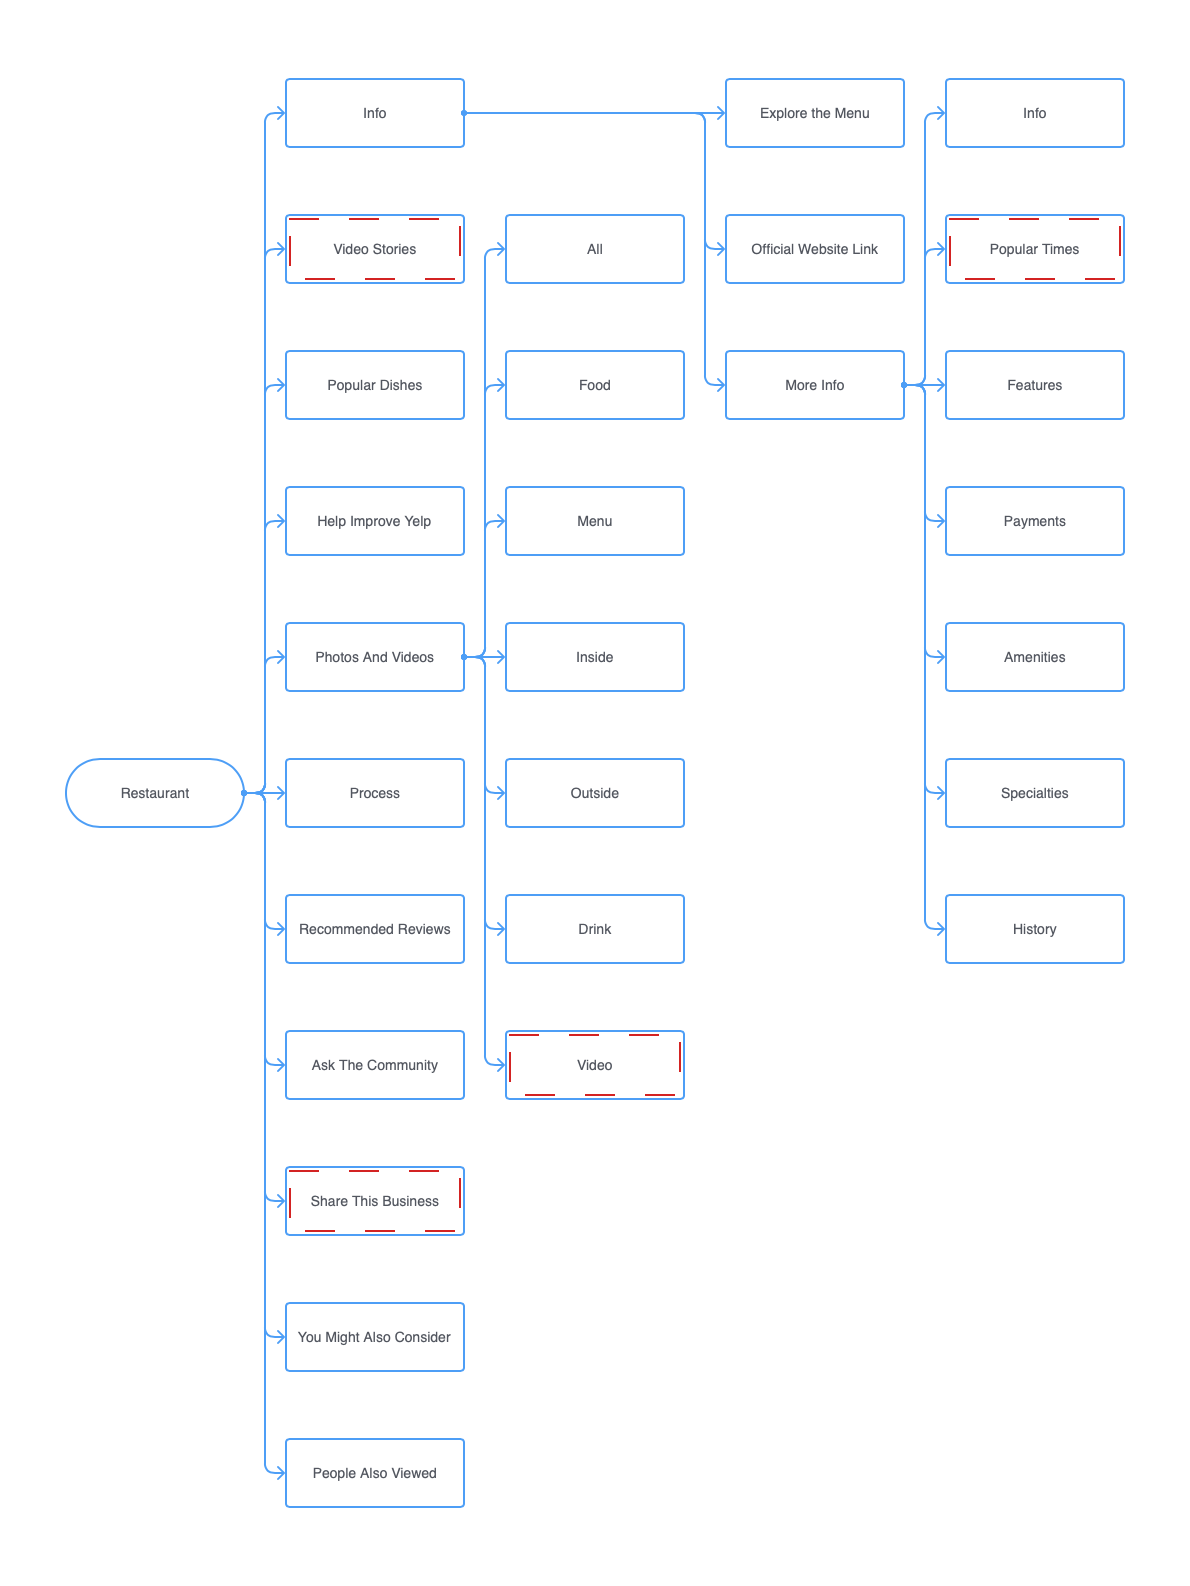 Info
Explore the Menu
Info
Video Stories
All
Official Website Link
Popular Times
Popular Dishes
Food
More Info
Features
Help Improve Yelp
Menu
Payments
Photos And Videos
Inside
Amenities
Restaurant
Process
Outside
Specialties
Recommended Reviews
Drink
History
Ask The Community
Video
Share This Business
You Might Also Consider
People Also Viewed